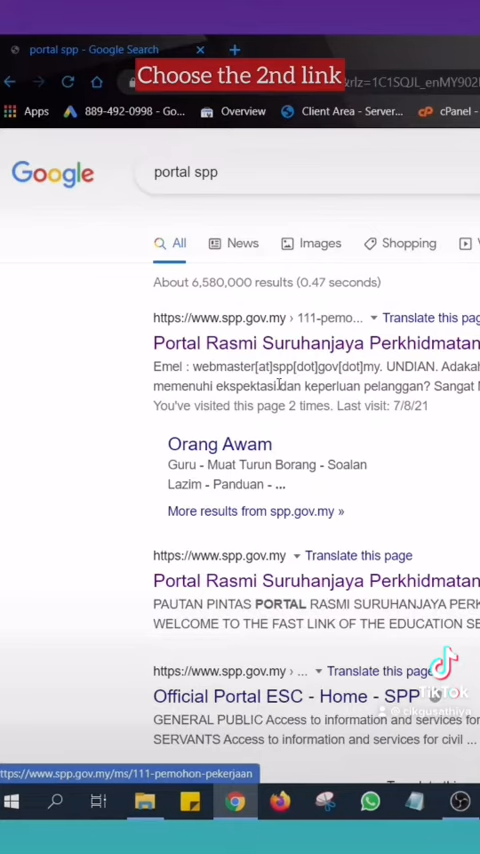 portal spp - Google Search
Choose the 2nd link
rlz=1C1SQJL_enMY902
Apps
889-492-0998 - Go...
Overview
Client Area - Server...
cPanel -
Google
portal spp
All
News
Images
Shopping
About 6,580,000 results (0.47 seconds)
https://www.spp.gov.my › 111-pemo... Translate this pag
Portal Rasmi Suruhanjaya Perkhidmatan
Emel : webmaster[at]spp[dot]gov[dot]my. UNDIAN. Adakah
memenuhi ekspektasi dan keperluan pelanggan? Sangat M
You've visited this page 2 times. Last visit: 7/8/21
Orang Awam
Guru - Muat Turun Borang - Soalan
Lazim - Panduan - ...
More results from spp.gov.my »
https://www.spp.gov.my Translate this page
Portal Rasmi Suruhanjaya Perkhidmatan
PAUTAN PINTAS PORTAL RASMI SURUHANJAYA PERK
WELCOME TO THE FAST LINK OF THE EDUCATION SE
https://www.spp.gov.my › ... Translate this page
Official Portal ESC - Home - SPP
TikTok
@cikgusathiya
GENERAL PUBLIC Access to information and services for
SERVANTS Access to information and services for civil ...
ttps://www.spp.gov.my/ms/111-pemohon-pekerjaan